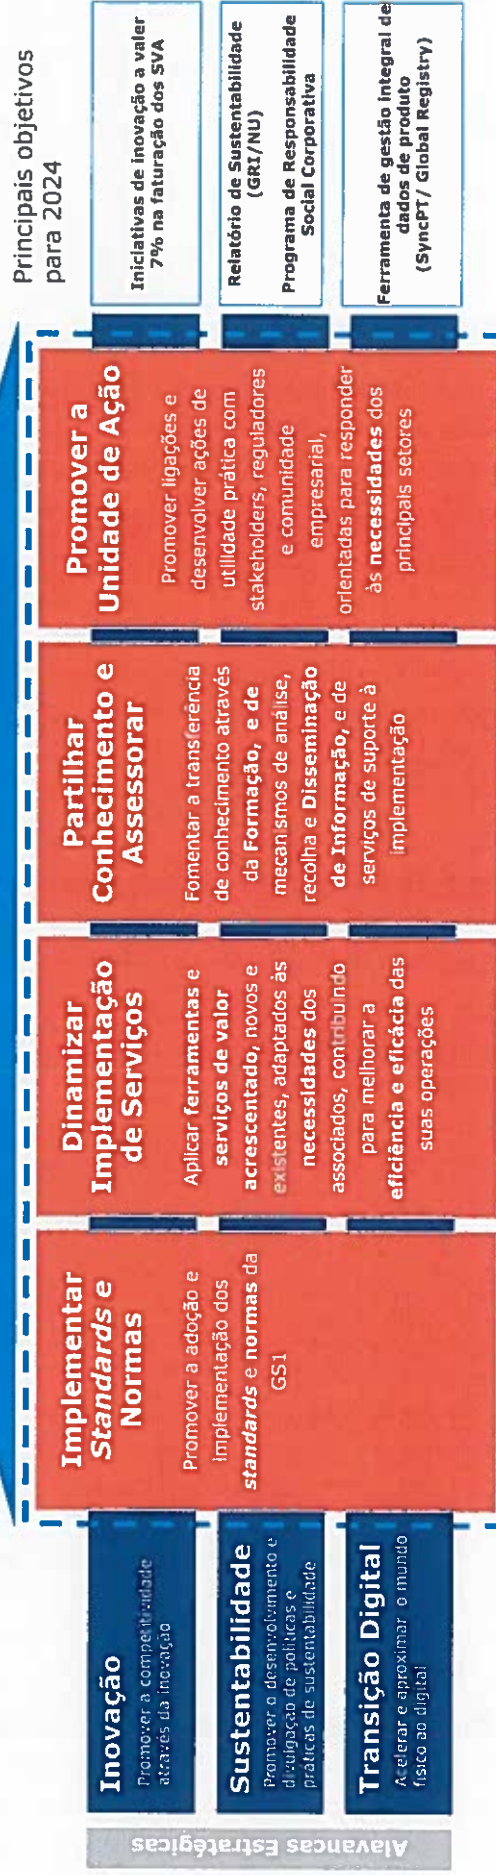 Principais objetivos
para 2024
Implementar
Standards e
Normas
Promover a adoção e
implementação dos
standards e normas da
GS1
Dinamizar
Implementação
de Serviços
Aplicar ferramentas e
serviços de valor
acrescentado, novos e
existentes, adaptados às
necessidades dos
associados, contribuindo
para melhorar a
eficiência e eficácia das
suas operações
Partilhar
Conhecimento e
Assessorar
Fomentar a transferência
de conhecimento através
da Formação, e de
mecanismos de análise,
recolha e Disseminação
de Informação, e de
serviços de suporte à
implementação
Promover a
Unidade de Ação
Promover ligações e
desenvolver ações de
utilidade prática com
stakeholders, reguladores
e comunidade
empresarial,
orientadas para responder
às necessidades dos
principais setores
Alavancas Estratégicas
Inovação
Promover a competitividade
através da inovação
Iniciativas de inovação a valer
7% na faturação dos SVA
Sustentabilidade
Promover o desenvolvimento e
divulgação de políticas e
práticas de sustentabilidade
Relatório de Sustentabilidade
(GRI/NU)
Programa de Responsabilidade
Social Corporativa
Transição Digital
Acelerar e aproximar o mundo
físico ao digital
Ferramenta de gestão integral de
dados de produto
(SyncPT/ Global Registry)